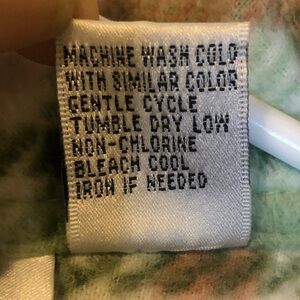 MACHINE WASH COLD
WITH SIMILAR COLOR
GENTLE CYCLE
TUMBLE DRY LOW
NON-CHLORINE
BLEACH COOL
IRON IF NEEDED